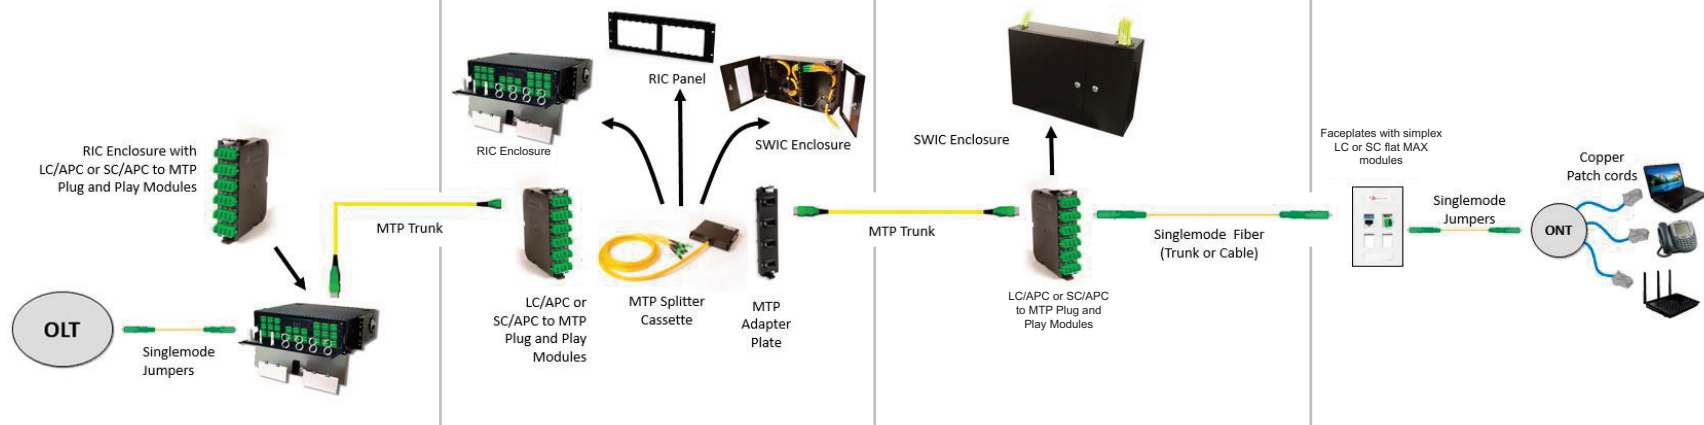 RIC Enclosure with
LC/APC or SC/APC to MTP
Plug and Play Modules
MTP Trunk
OLT
Singlemode
Jumpers
RIC Panel
RIC Enclosure
SWIC Enclosure
LC/APC or
SC/APC to MTP
Plug and Play
Modules
MTP Splitter
Cassette
MTP
Adapter
Plate
SWIC Enclosure
MTP Trunk
LC/APC or SC/APC
to MTP Plug and
Play Modules
Singlemode Fiber
(Trunk or Cable)
Faceplates with simplex
LC or SC flat MAX
modules
Singlemode
Jumpers
Copper
Patch cords
ONT